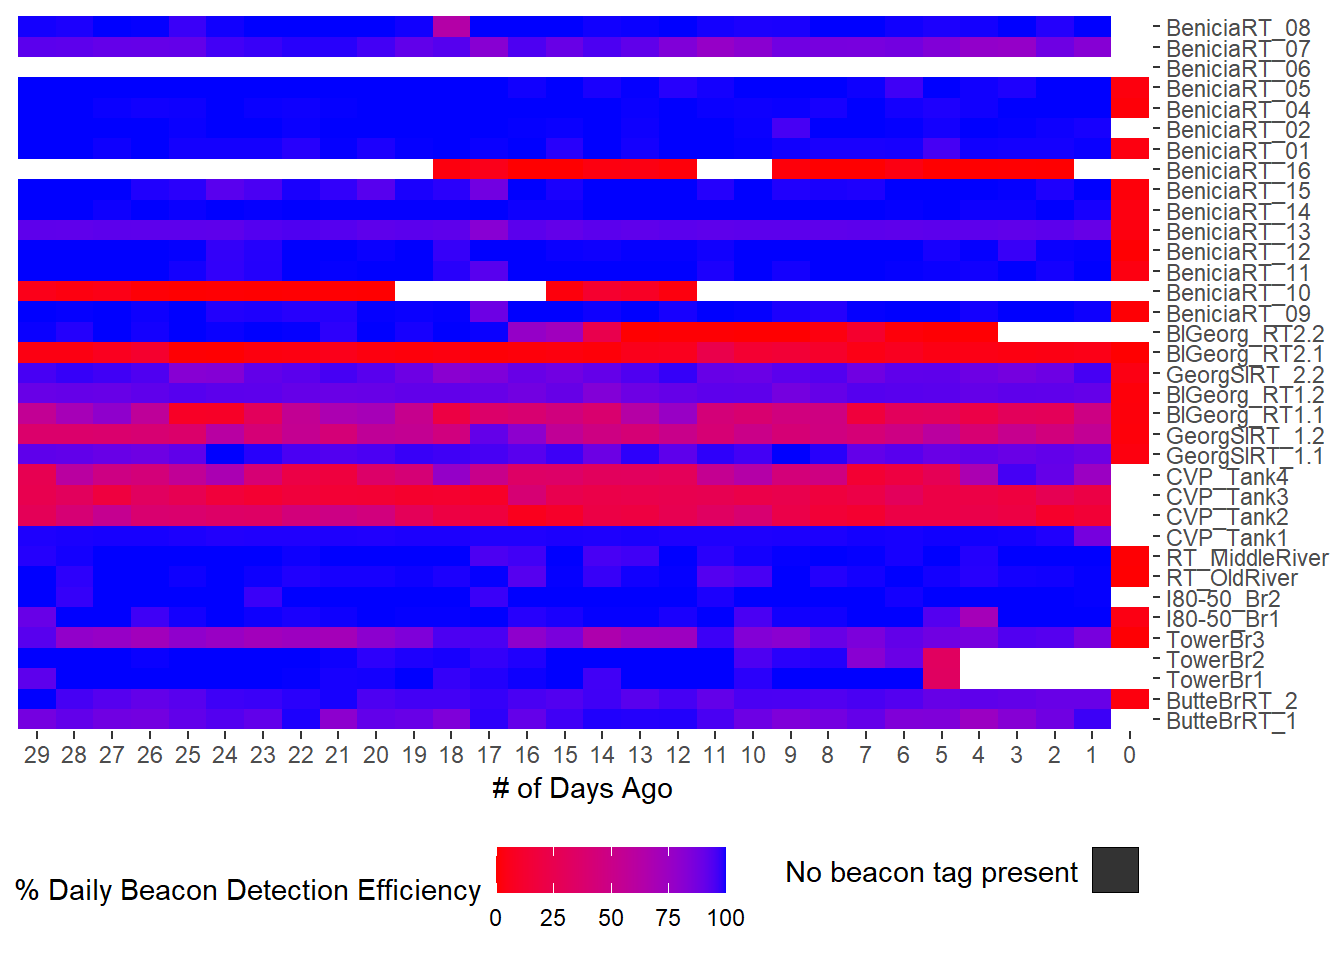 BeniciaRT_08
BeniciaRT_07
BeniciaRT_06
BeniciaRT_05
BeniciaRT_04
BeniciaRT_02
BeniciaRT_01
BeniciaRT_16
BeniciaRT_15
BeniciaRT_14
BeniciaRT_13
BeniciaRT_12
BeniciaRT_11
BeniciaRT_10
BeniciaRT_09
BlGeorg_RT2.2
BlGeorg_RT2.1
GeorgSlRT_2.2
BlGeorg_RT1.2
BlGeorg_RT1.1
GeorgSlRT_1.2
GeorgSlRT_1.1
CVP_Tank4
CVP_Tank3
CVP_Tank2
CVP_Tank1
RT_MiddleRiver
RT_OldRiver
I80-50_Br2
I80-50_Br1
TowerBr3
TowerBr2
TowerBr1
ButteBrRT_2
ButteBrRT_1
29 28 27 26 25 24 23 22 21 20 19 18 17 16 15 14 13 12 11 10 9 8 7 6 5 4 3 2 1 0
# of Days Ago
% Daily Beacon Detection Efficiency
0 25 50 75 100
No beacon tag present